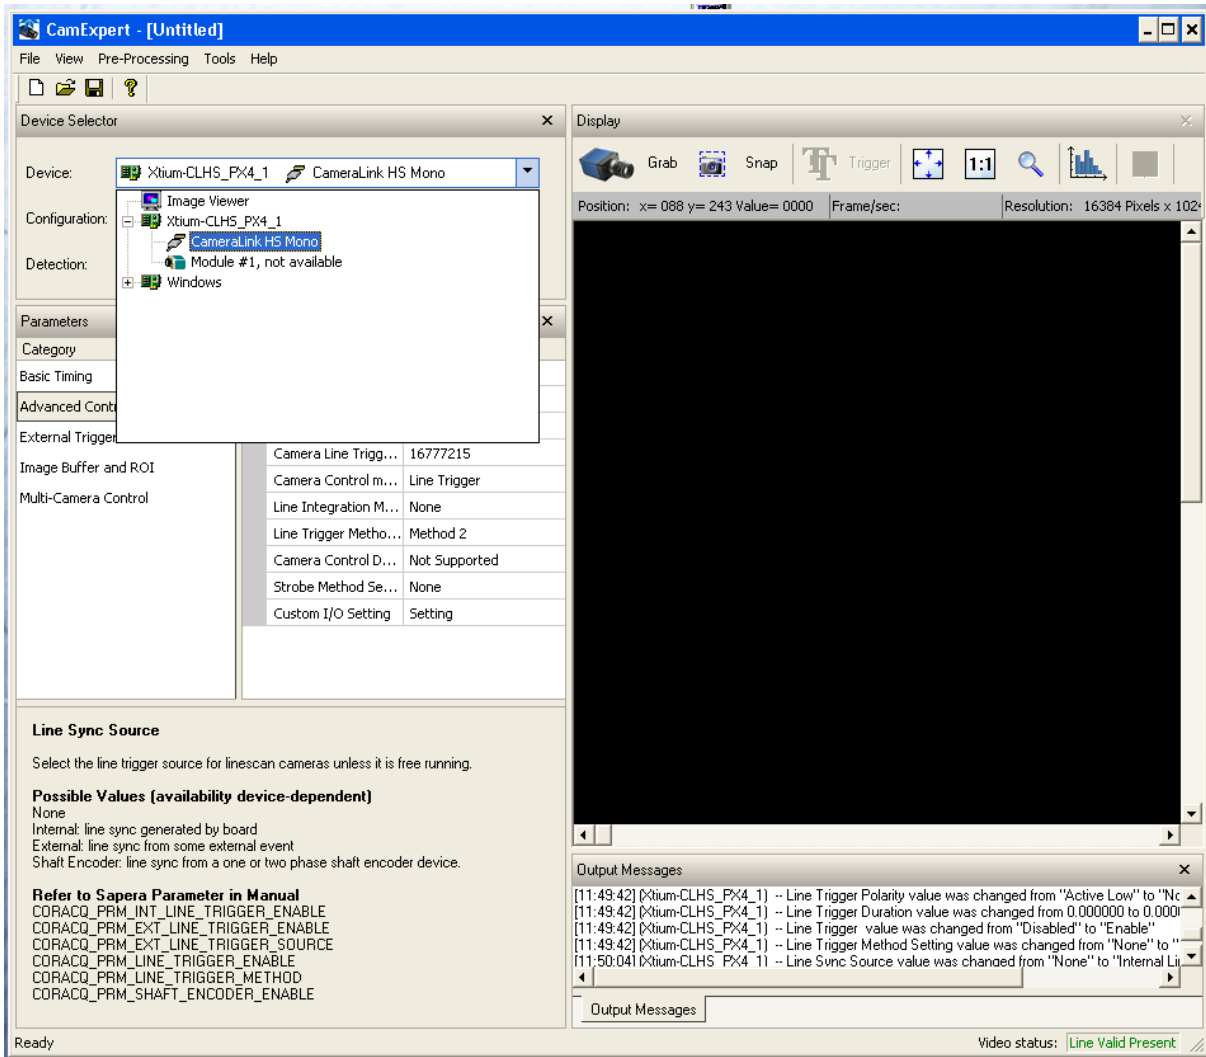 CamExpert - [Untitled]
File View Pre-Processing Tools Help
Device Selector
Device:
Xtium-CLHS_PX4_1 CameraLink HS Mono
Image Viewer
Configuration:
Xtium-CLHS_PX4_1
CameraLink HS Mono
Detection:
Module #1, not available
Windows
Parameters
Category
Basic Timing
Advanced Cont
External Trigger
Image Buffer and ROI
Multi-Camera Control
Camera Line Trigg... 16777215
Camera Control m... Line Trigger
Line Integration M... None
Line Trigger Metho... Method 2
Camera Control D... Not Supported
Strobe Method Se... None
Custom I/O Setting Setting
Line Sync Source
Select the line trigger source for linescan cameras unless it is free running.
Possible Values (availability device-dependent)
None
Internal: line sync generated by board
External: line sync from some external event
Shaft Encoder: line sync from a one or two phase shaft encoder device.
Refer to Sapera Parameter in Manual
CORACQ_PRM_INT_LINE_TRIGGER_ENABLE
CORACQ_PRM_EXT_LINE_TRIGGER_ENABLE
CORACQ_PRM_EXT_LINE_TRIGGER_SOURCE
CORACQ_PRM_LINE_TRIGGER_ENABLE
CORACQ_PRM_LINE_TRIGGER_METHOD
CORACQ_PRM_SHAFT_ENCODER_ENABLE
Display
Grab Snap Trigger 1:1
Position: x= 088 y= 243 Value= 0000 Frame/sec: Resolution: 16384 Pixels x 1024
Output Messages
[11:49:42] (Xtium-CLHS_PX4_1) -- Line Trigger Polarity value was changed from "Active Low" to "Nc
[11:49:42] (Xtium-CLHS_PX4_1) -- Line Trigger Duration value was changed from 0.000000 to 0.000
[11:49:42] (Xtium-CLHS_PX4_1) -- Line Trigger value was changed from "Disabled" to "Enable"
[11:49:42] (Xtium-CLHS_PX4_1) -- Line Trigger Method Setting value was changed from "None" to "
[11:50:04] (Xtium-CLHS_PX4_1) -- Line Sync Source value was changed from "None" to "Internal Li
Output Messages
Ready
Video status: Line Valid Present